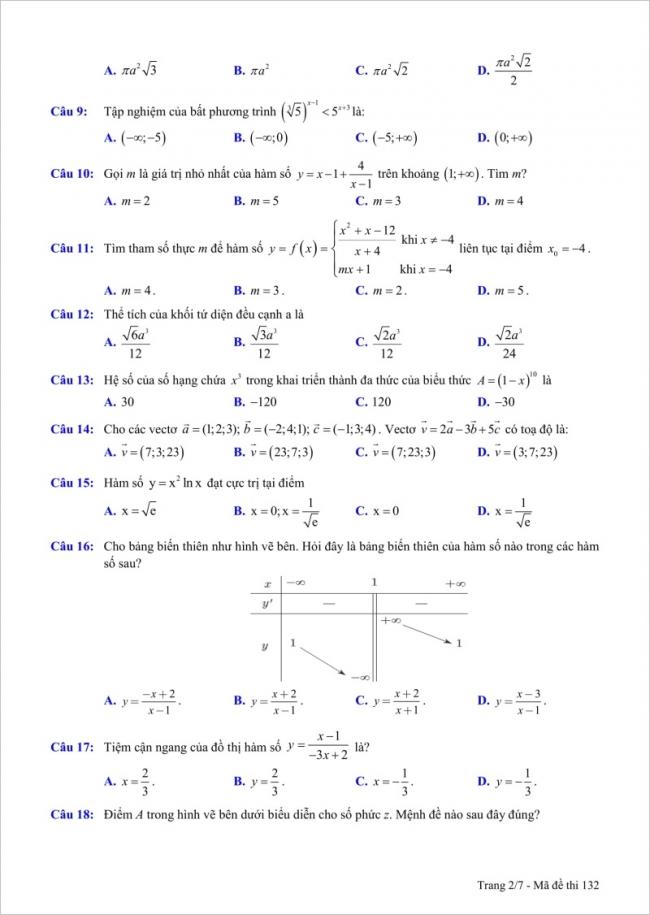 A. πa²√3 B. πa² C. πa²√2 D. πa²√2/2
Câu 9: Tập nghiệm của bất phương trình (∛5)^(x−1) < 5^(x+3) là:
A. (−∞;−5) B. (−∞;0) C. (−5;+∞) D. (0;+∞)
Câu 10: Gọi m là giá trị nhỏ nhất của hàm số y = x−1+4/(x−1) trên khoảng (1;+∞). Tìm m?
A. m = 2 B. m = 5 C. m = 3 D. m = 4
Câu 11: Tìm tham số thực m để hàm số y = f(x) = { (x² + x −12)/(x + 4) khi x ≠ −4
mx + 1 khi x = −4 liên tục tại điểm x₀ = −4 .
A. m = 4 . B. m = 3 . C. m = 2 . D. m = 5 .
Câu 12: Thể tích của khối tứ diện đều cạnh a là
A. √6a³/12 B. √3a³/12 C. √2a³/12 D. √2a³/24
Câu 13: Hệ số của số hạng chứa x³ trong khai triển thành đa thức của biểu thức A = (1−x)¹⁰ là
A. 30 B. −120 C. 120 D. −30
Câu 14: Cho các vectơ a⃗ = (1;2;3); b⃗ = (−2;4;1); c⃗ = (−1;3;4) . Vectơ v⃗ = 2a⃗ −3b⃗ +5c⃗ có toạ độ là:
A. v⃗ = (7;3;23) B. v⃗ = (23;7;3) C. v⃗ = (7;23;3) D. v⃗ = (3;7;23)
Câu 15: Hàm số y = x² ln x đạt cực trị tại điểm
A. x = √e B. x = 0; x = 1/√e C. x = 0 D. x = 1/√e
Câu 16: Cho bảng biến thiên như hình vẽ bên. Hỏi đây là bảng biến thiên của hàm số nào trong các hàm
số sau?
x −∞ 1 +∞
y' − −
+∞
y 1 1
−∞
A. y = (−x + 2)/(x −1) . B. y = (x + 2)/(x −1) . C. y = (x + 2)/(x +1) . D. y = (x −3)/(x −1) .
Câu 17: Tiệm cận ngang của đồ thị hàm số y = (x −1)/(−3x + 2) là?
A. x = 2/3 . B. y = 2/3 . C. x = −1/3 . D. y = −1/3 .
Câu 18: Điểm A trong hình vẽ bên dưới biểu diễn cho số phức z. Mệnh đề nào sau đây đúng?
Trang 2/7 - Mã đề thi 132